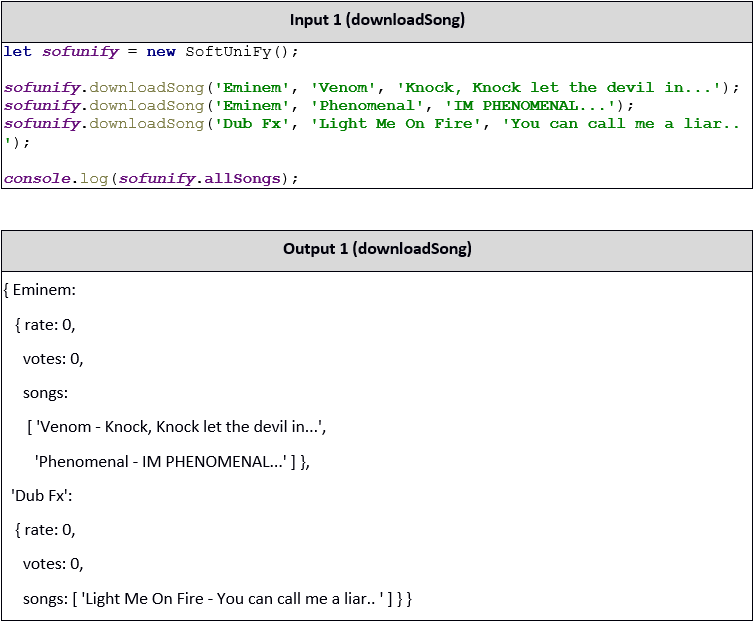 Input 1 (downloadSong)
let sofunify = new SoftUniFy();
sofunify.downloadSong('Eminem', 'Venom', 'Knock, Knock let the devil in...');
sofunify.downloadSong('Eminem', 'Phenomenal', 'IM PHENOMENAL...');
sofunify.downloadSong('Dub Fx', 'Light Me On Fire', 'You can call me a liar..
');
console.log(sofunify.allSongs);
Output 1 (downloadSong)
{ Eminem:
{ rate: 0,
votes: 0,
songs:
[ 'Venom - Knock, Knock let the devil in...',
'Phenomenal - IM PHENOMENAL...' ] },
'Dub Fx':
{ rate: 0,
votes: 0,
songs: [ 'Light Me On Fire - You can call me a liar.. ' ] } }